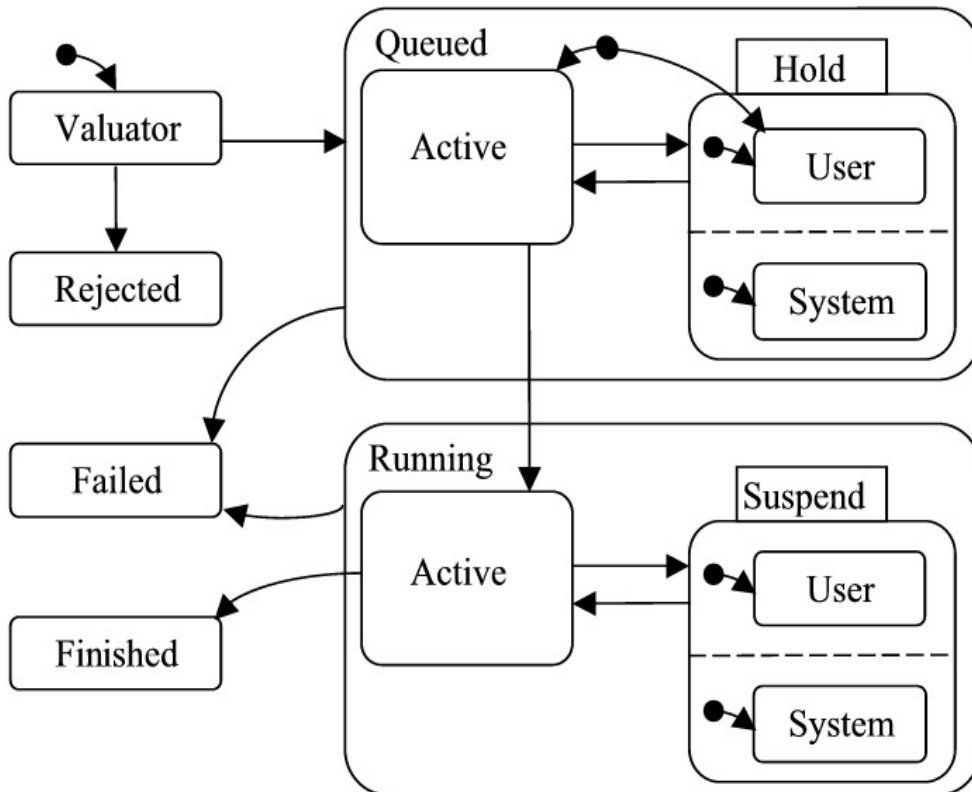 Queued
Hold
Valuator
Active
User
Rejected
System
Running
Failed
Suspend
Active
User
Finished
System